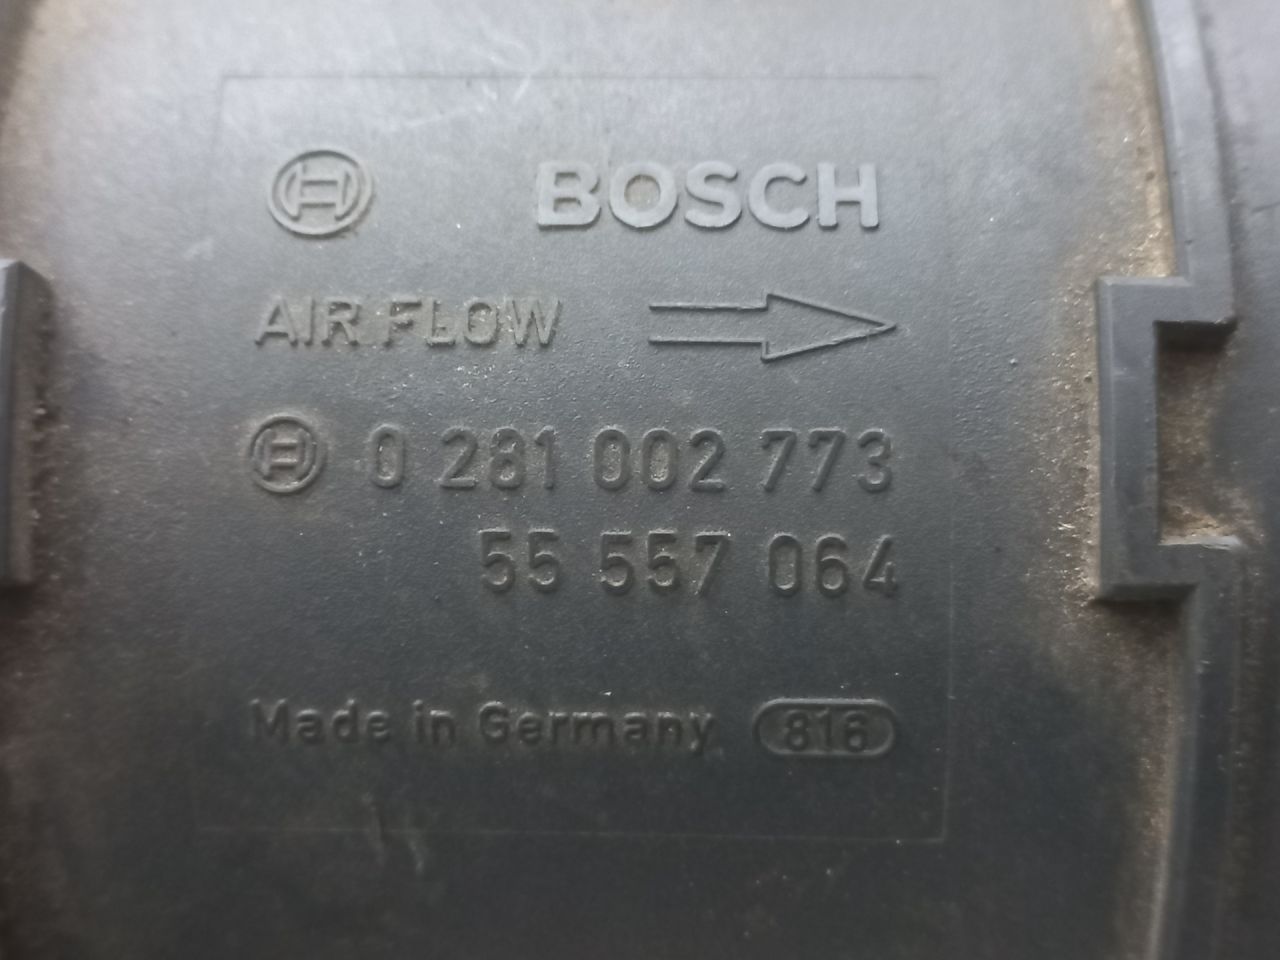 BOSCH
AIR FLOW
0 281 002 773
55 557 064
Made in Germany 816